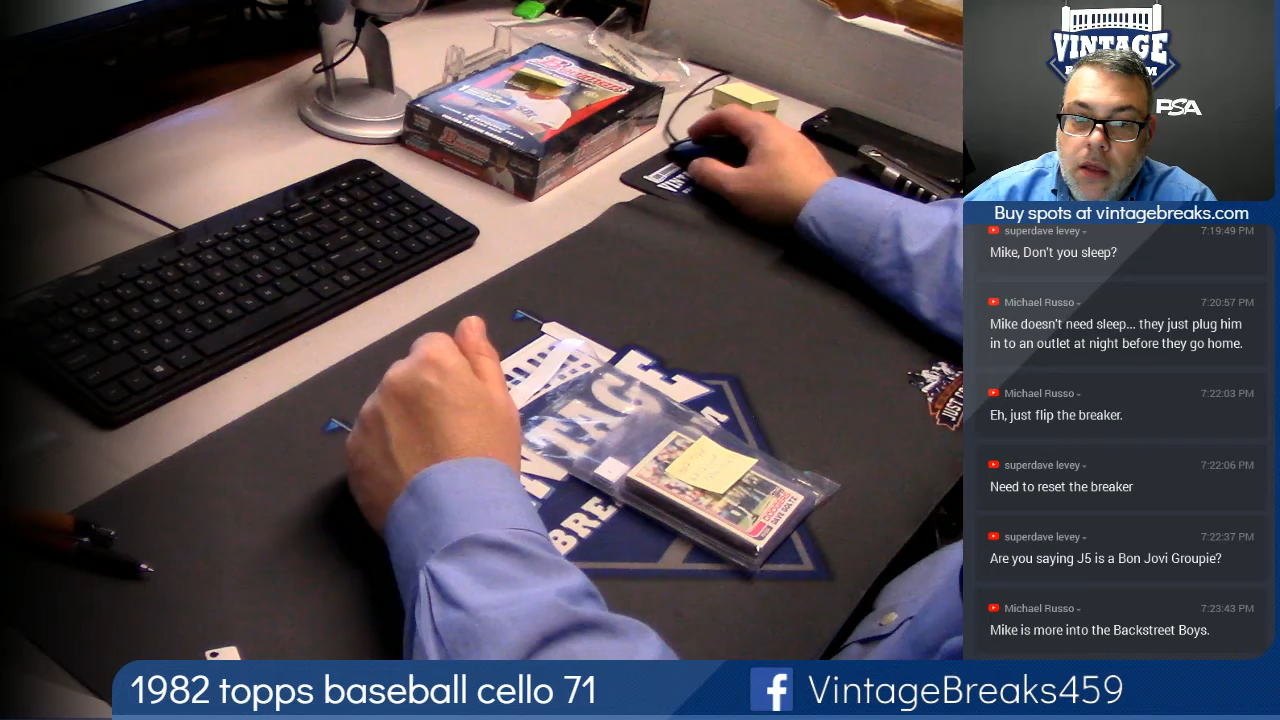 VINTAGE
PSA
Buy spots at vintagebreaks.com
superdave levey
7:19:49 PM
Mike, Don't you sleep?
Michael Russo
7:20:57 PM
Mike doesn't need sleep... they just plug him
in to an outlet at night before they go home.
Michael Russo
7:22:03 PM
Eh, just flip the breaker.
superdave levey
7:22:06 PM
Need to reset the breaker
superdave levey
7:22:37 PM
Are you saying J5 is a Bon Jovi Groupie?
Michael Russo
7:23:43 PM
Mike is more into the Backstreet Boys.
Bowman
DODGERS
DAVE GOLTZ
JUST
1982 topps baseball cello 71
VintageBreaks459